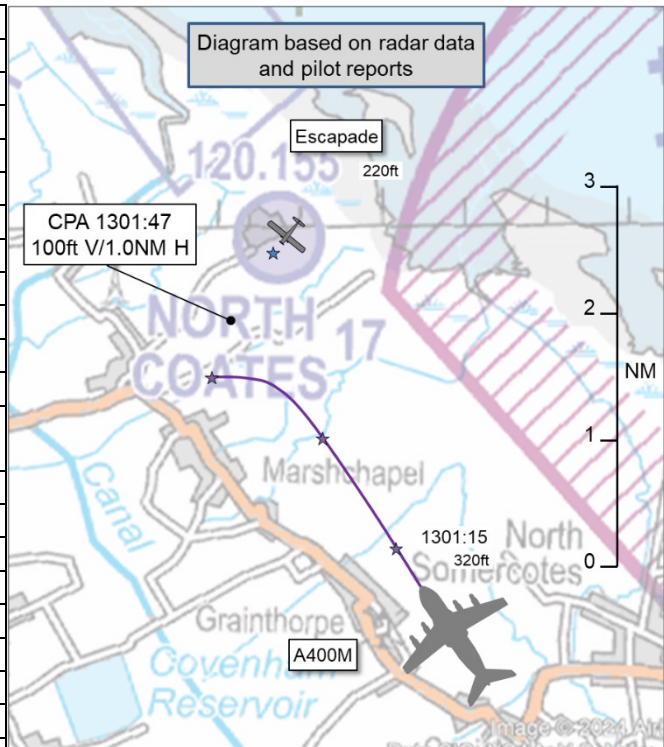 Diagram based on radar data
and pilot reports
Escapade
120.155
220ft
3
CPA 1301:47
100ft V/1.0NM H
NORTH
COATES 17
2
NM
1
Marshchapel
Canal
1301:15
320ft
North
Somercotes
0
Grainthorpe
A400M
Covenham
Reservoir
Image © 2024 Air